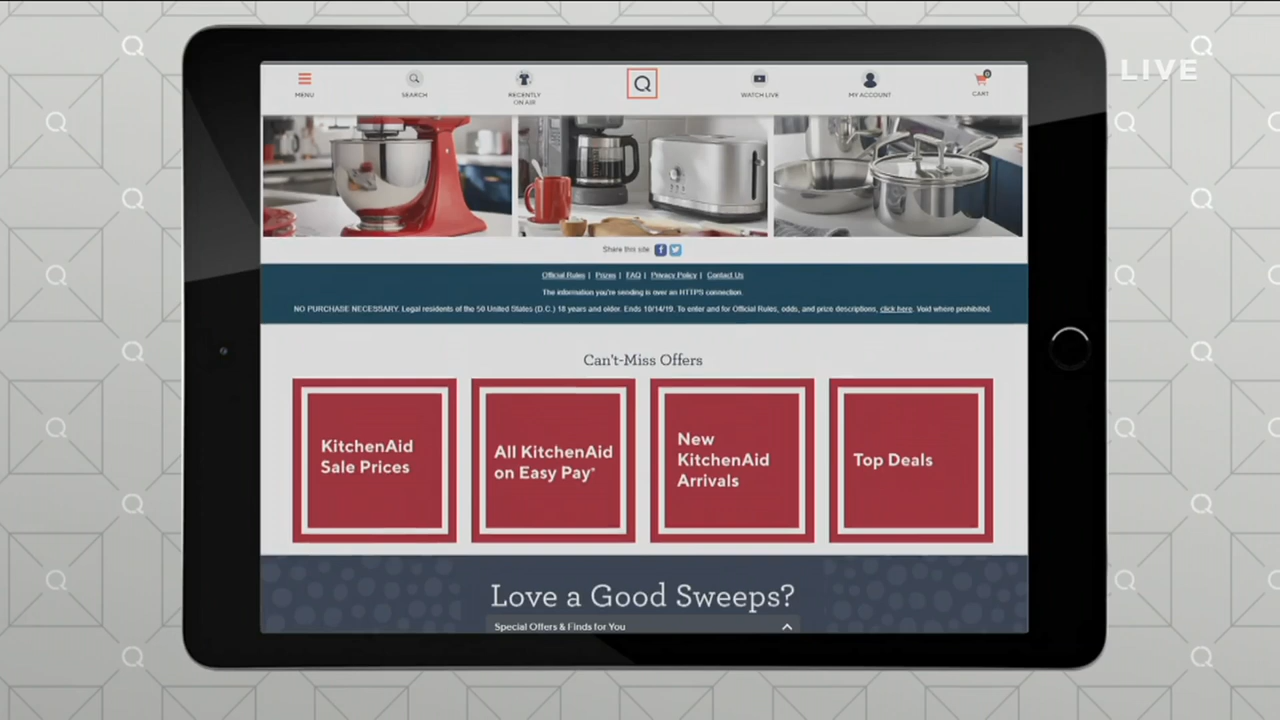 LIVE
MENU
SEARCH
RECENTLY
ON AIR
Q
WATCH LIVE
MY ACCOUNT
0
CART
Share this site
Official Rules | Prizes | FAQ | Privacy Policy | Contact Us
The information you're sending is over an HTTPS connection.
NO PURCHASE NECESSARY. Legal residents of the 50 United States (D.C.) 18 years and older. Ends 10/14/19. To enter and for Official Rules, odds, and prize descriptions, click here. Void where prohibited.
Can't-Miss Offers
KitchenAid
Sale Prices
All KitchenAid
on Easy Pay*
New
KitchenAid
Arrivals
Top Deals
Love a Good Sweeps?
Special Offers & Finds for You